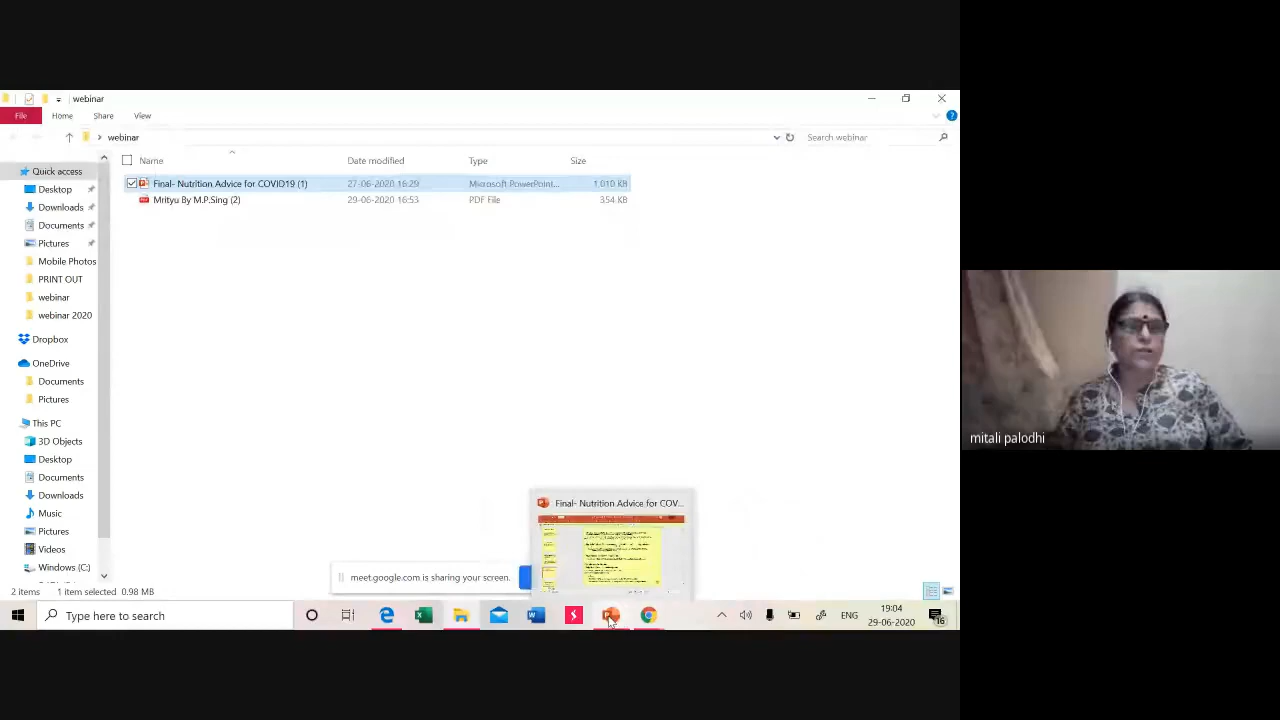 webinar
File Home Share View
webinar
Search webinar
Name Date modified Type Size
Final- Nutrition Advice for COVID19 (1) 27-06-2020 16:29 Microsoft PowerPoint... 1,010 KB
Mrityu By M.P.Sing (2) 29-06-2020 16:53 PDF File 354 KB
Quick access
Desktop
Downloads
Documents
Pictures
Mobile Photos
PRINT OUT
webinar
webinar 2020
Dropbox
OneDrive
Documents
Pictures
This PC
3D Objects
Desktop
Documents
Downloads
Music
Pictures
Videos
Windows (C:)
mitali palodhi
Final- Nutrition Advice for COV...
meet.google.com is sharing your screen.
2 items 1 item selected 0.98 MB
Type here to search
ENG
19:04
29-06-2020
16